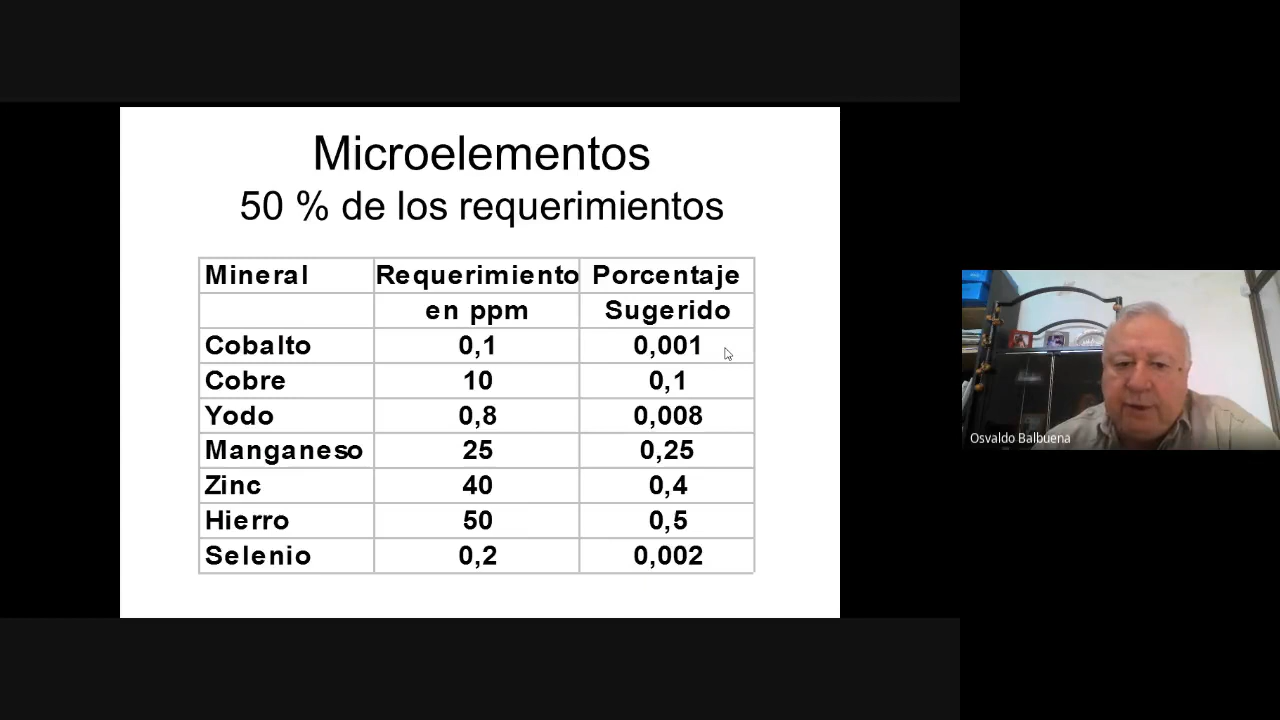 Microelementos
50 % de los requerimientos
Mineral Requerimiento Porcentaje
en ppm Sugerido
Cobalto 0,1 0,001
Cobre 10 0,1
Yodo 0,8 0,008
Manganeso 25 0,25
Zinc 40 0,4
Hierro 50 0,5
Selenio 0,2 0,002
Osvaldo Balbuena